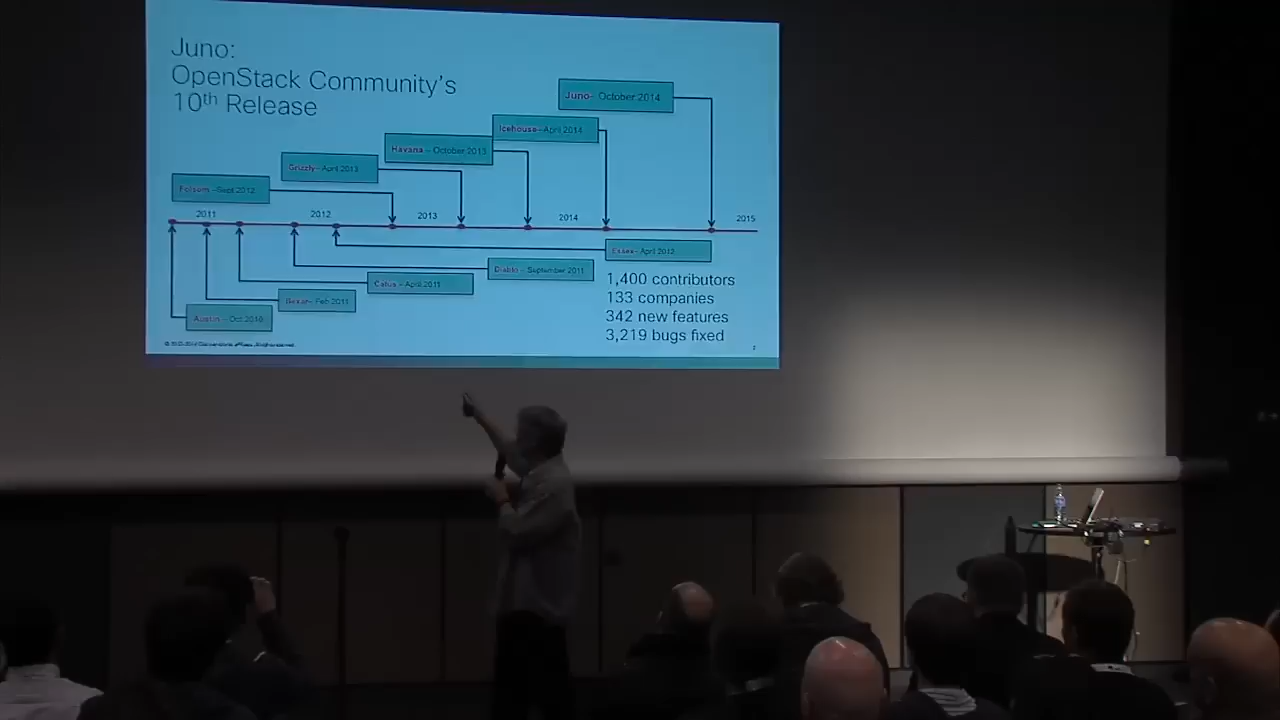 Juno:
OpenStack Community's
10th Release
Juno- October 2014
Icehouse-April 2014
Havana – October 2013
Grizzly- April 2013
Folsom –Sept 2012
2011
2012
2013
2014
2015
Essex- April 2012
Diablo – September 2011
Catus – April 2011
Bexar- Feb 2011
Austin – Oct 2010
1,400 contributors
133 companies
342 new features
3,219 bugs fixed
2